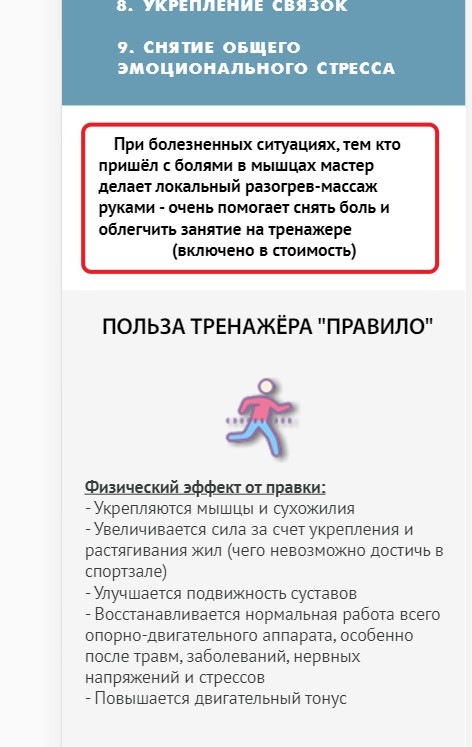 8. УКРЕПЛЕНИЕ СВЯЗОК
9. СНЯТИЕ ОБЩЕГО
ЭМОЦИОНАЛЬНОГО СТРЕССА
При болезненных ситуациях, тем кто
пришёл с болями в мышцах мастер
делает локальный разогрев-массаж
руками - очень помогает снять боль и
облегчить занятие на тренажере
(включено в стоимость)
ПОЛЬЗА ТРЕНАЖЁРА "ПРАВИЛО"
Физический эффект от правки:
- Укрепляются мышцы и сухожилия
- Увеличивается сила за счет укрепления и
растягивания жил (чего невозможно достичь в
спортзале)
- Улучшается подвижность суставов
- Восстанавливается нормальная работа всего
опорно-двигательного аппарата, особенно
после травм, заболеваний, нервных
напряжений и стрессов
- Повышается двигательный тонус